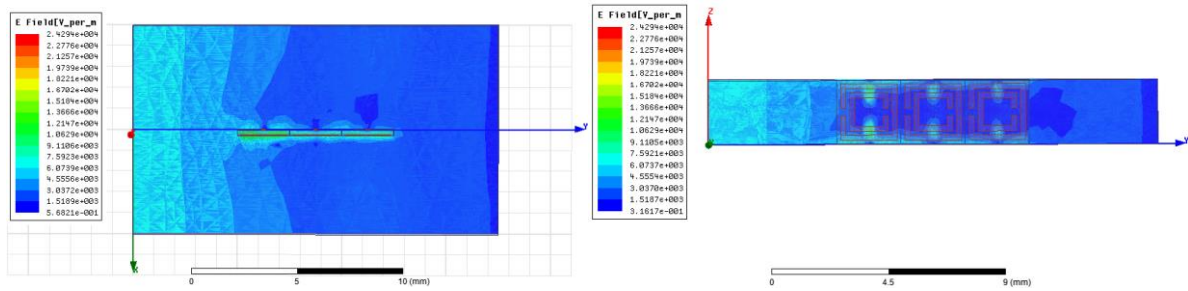 E Field[V_per_m
2.4294e+004
2.2776e+004
2.1257e+004
1.9739e+004
1.8221e+004
1.6702e+004
1.5184e+004
1.3666e+004
1.2147e+004
1.0629e+004
9.1106e+003
7.5923e+003
6.0739e+003
4.5556e+003
3.0372e+003
1.5189e+003
5.6821e-001
Y
X
0
5
10 (mm)
E Field[V_per_m
2.4294e+004
2.2776e+004
2.1257e+004
1.9739e+004
1.8221e+004
1.6702e+004
1.5184e+004
1.3666e+004
1.2147e+004
1.0629e+004
9.1105e+003
7.5921e+003
6.0737e+003
4.5554e+003
3.0370e+003
1.5187e+003
3.1617e-001
Z
Y
0
4.5
9 (mm)